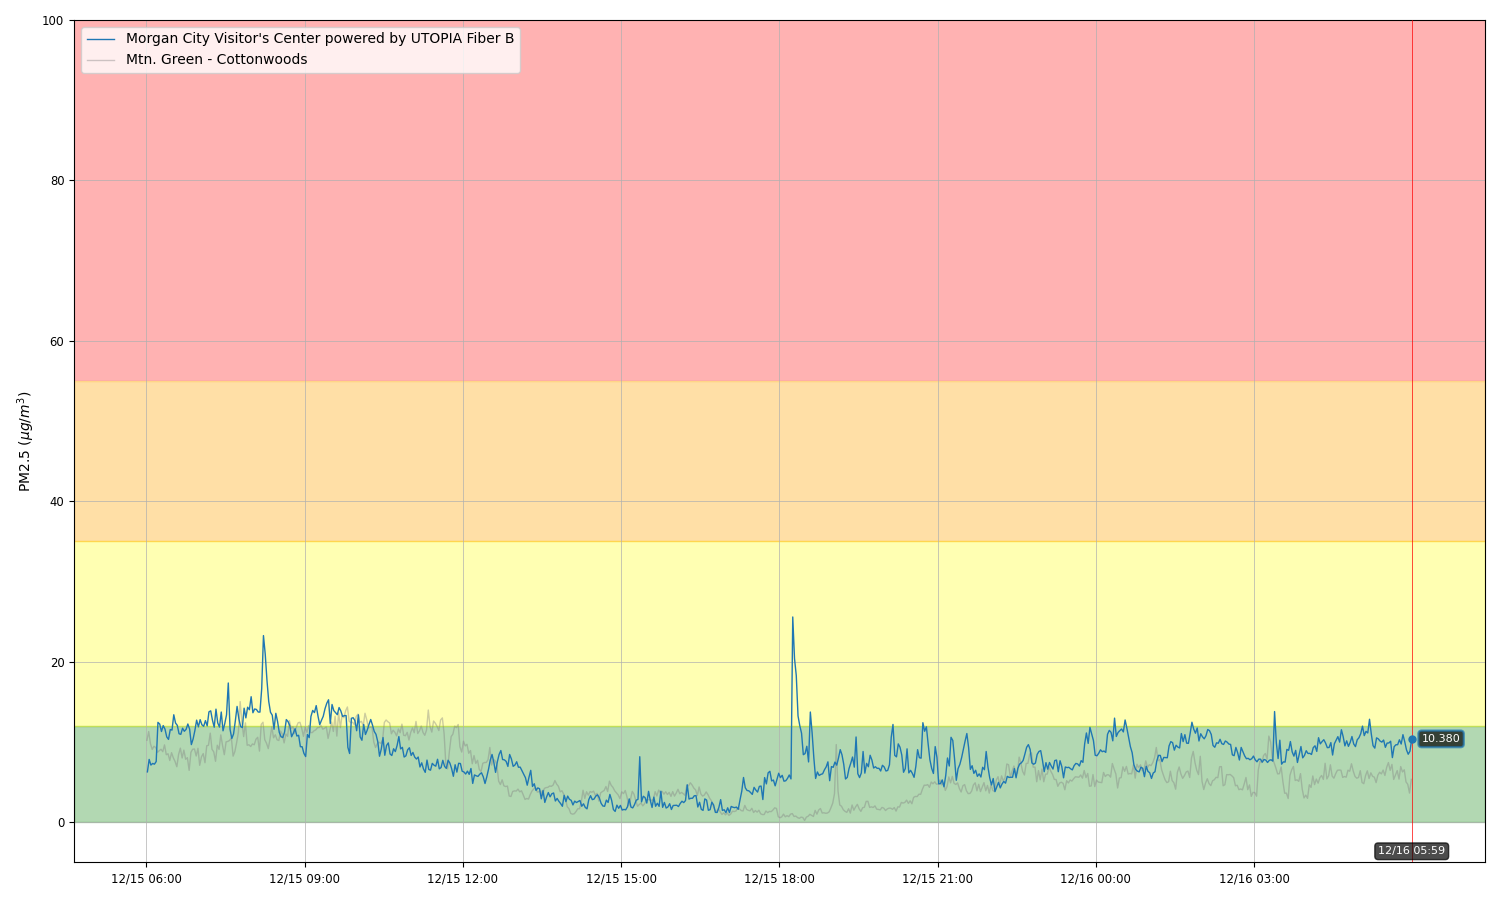 100
Morgan City Visitor's Center powered by UTOPIA Fiber B
Mtn. Green - Cottonwoods
80
60
PM2.5 (μg/m³)
40
20
10.380
0
12/16 05:59
12/15 06:00 12/15 09:00 12/15 12:00 12/15 15:00 12/15 18:00 12/15 21:00 12/16 00:00 12/16 03:00